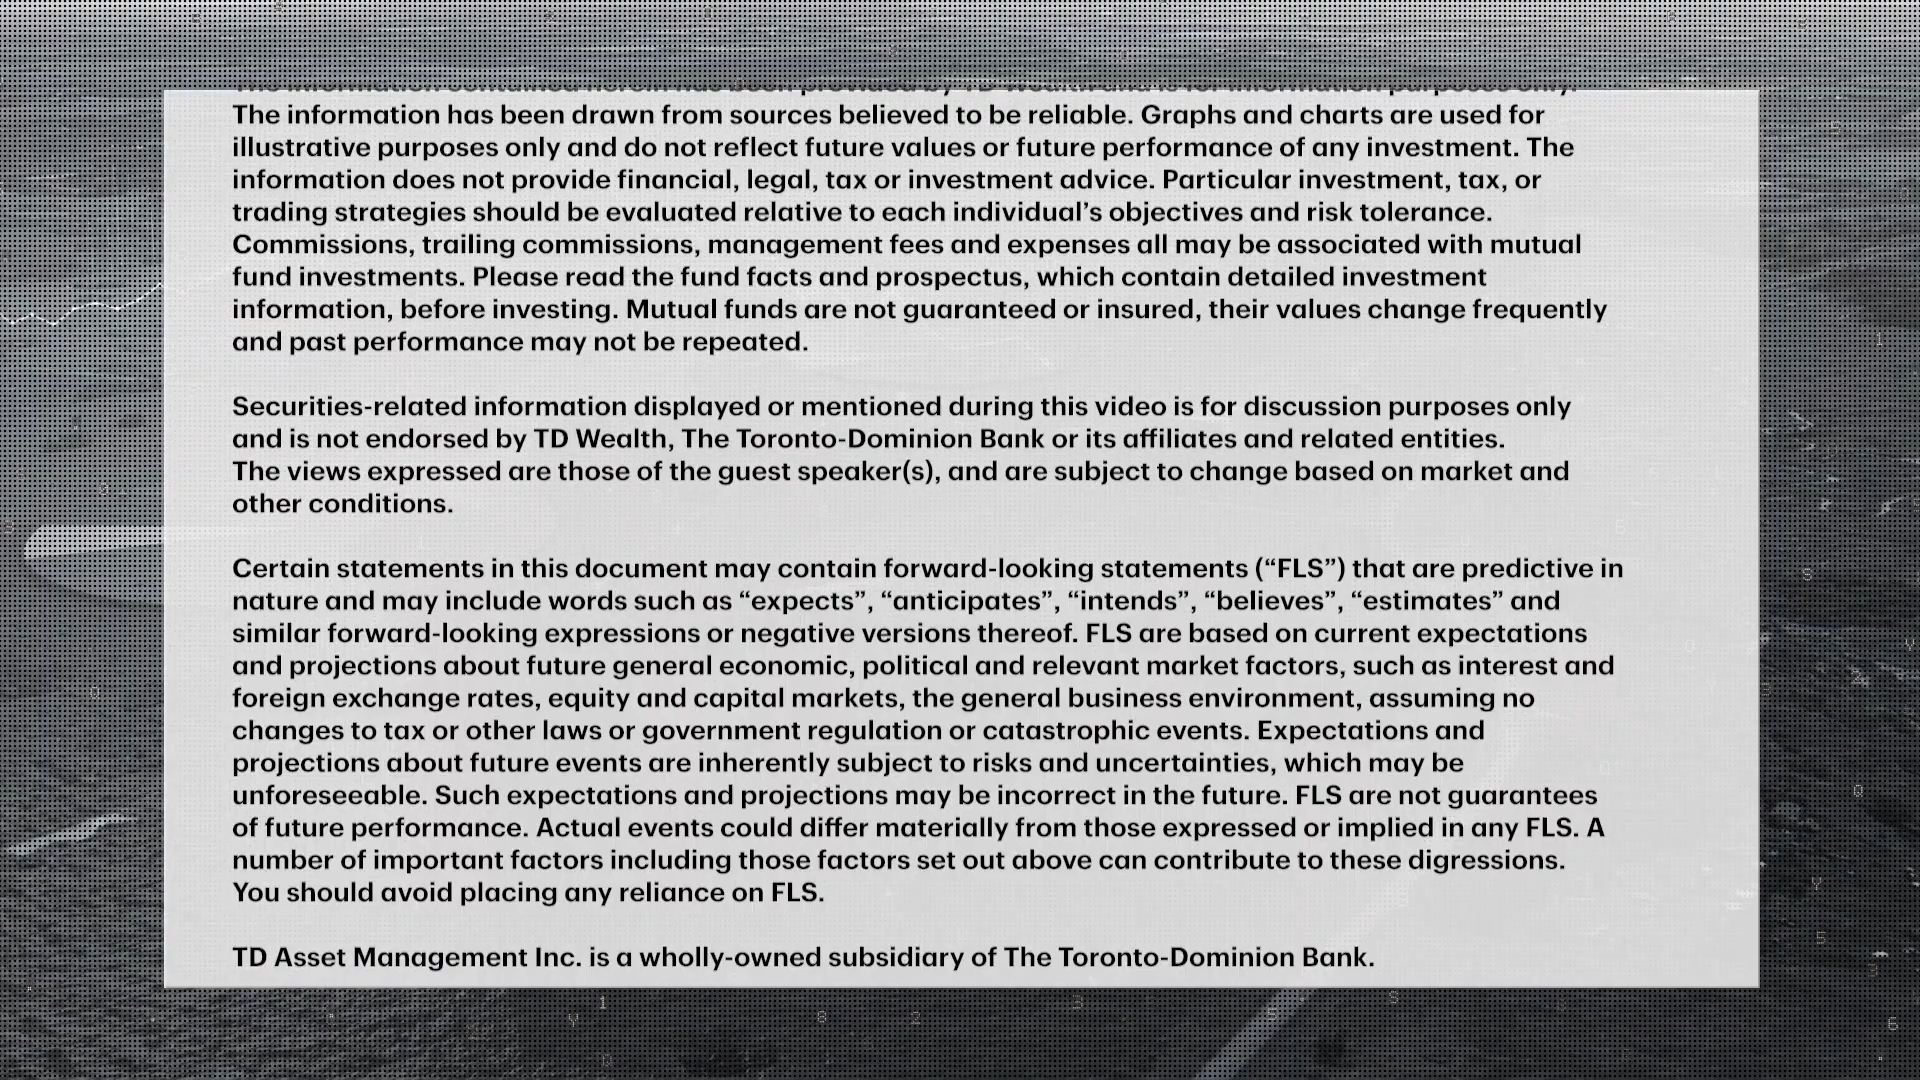 The information contained herein has been provided by TD Wealth and is for information purposes only.
The information has been drawn from sources believed to be reliable. Graphs and charts are used for
illustrative purposes only and do not reflect future values or future performance of any investment. The
information does not provide financial, legal, tax or investment advice. Particular investment, tax, or
trading strategies should be evaluated relative to each individual’s objectives and risk tolerance.
Commissions, trailing commissions, management fees and expenses all may be associated with mutual
fund investments. Please read the fund facts and prospectus, which contain detailed investment
information, before investing. Mutual funds are not guaranteed or insured, their values change frequently
and past performance may not be repeated.
Securities-related information displayed or mentioned during this video is for discussion purposes only
and is not endorsed by TD Wealth, The Toronto-Dominion Bank or its affiliates and related entities.
The views expressed are those of the guest speaker(s), and are subject to change based on market and
other conditions.
Certain statements in this document may contain forward-looking statements (“FLS”) that are predictive in
nature and may include words such as “expects”, “anticipates”, “intends”, “believes”, “estimates” and
similar forward-looking expressions or negative versions thereof. FLS are based on current expectations
and projections about future general economic, political and relevant market factors, such as interest and
foreign exchange rates, equity and capital markets, the general business environment, assuming no
changes to tax or other laws or government regulation or catastrophic events. Expectations and
projections about future events are inherently subject to risks and uncertainties, which may be
unforeseeable. Such expectations and projections may be incorrect in the future. FLS are not guarantees
of future performance. Actual events could differ materially from those expressed or implied in any FLS. A
number of important factors including those factors set out above can contribute to these digressions.
You should avoid placing any reliance on FLS.
TD Asset Management Inc. is a wholly-owned subsidiary of The Toronto-Dominion Bank.